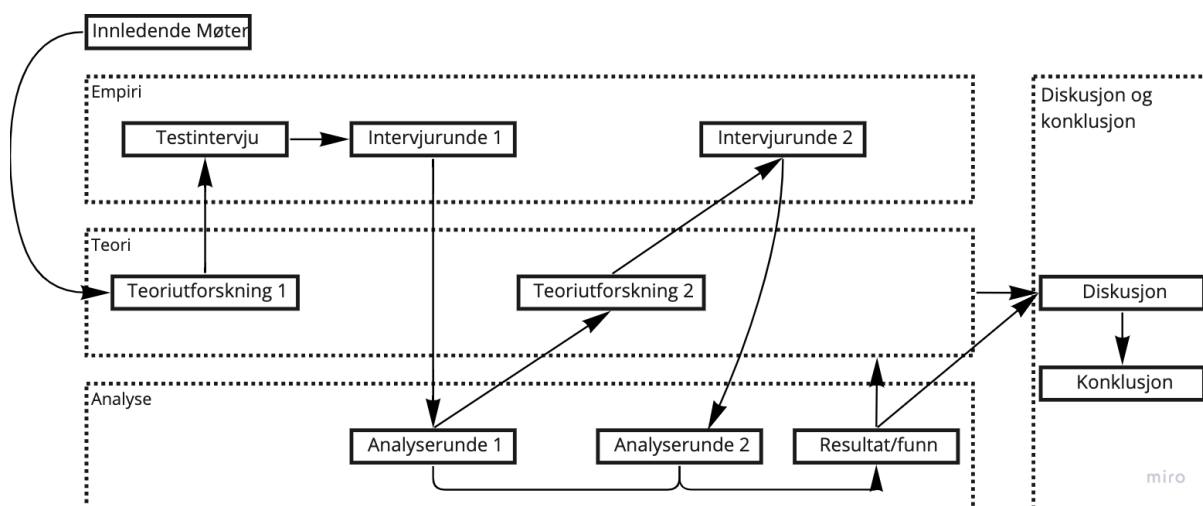 Innledende Møter
Empiri
Testintervju
Intervjurunde 1
Intervjurunde 2
Teori
Teoriutforskning 1
Teoriutforskning 2
Analyse
Analyserunde 1
Analyserunde 2
Resultat/funn
Diskusjon og
konklusjon
Diskusjon
Konklusjon
miro